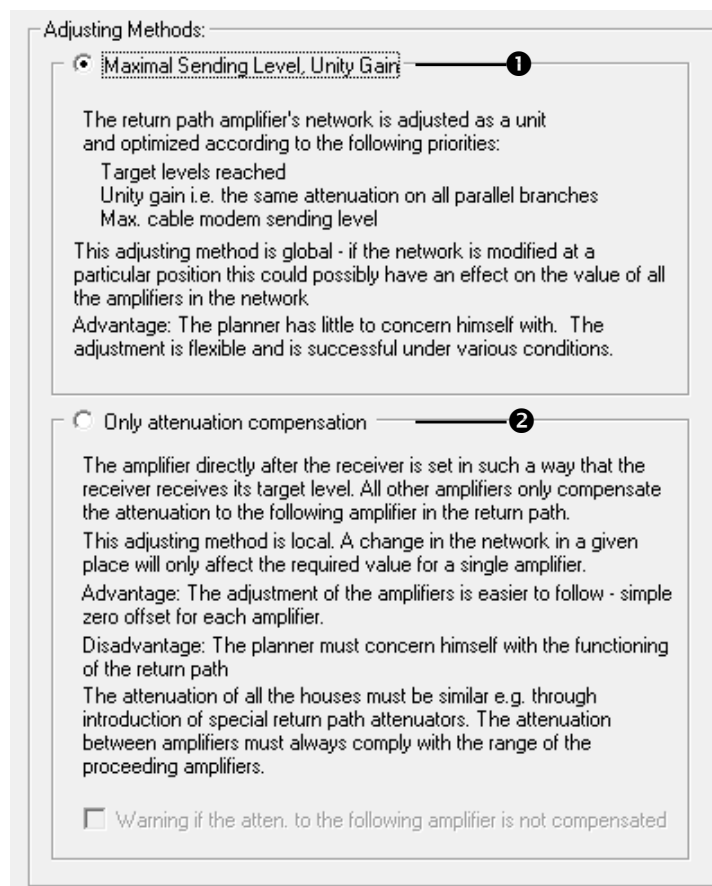 Adjusting Methods:
Maximal Sending Level, Unity Gain 1
The return path amplifier's network is adjusted as a unit
and optimized according to the following priorities:
Target levels reached
Unity gain i.e. the same attenuation on all parallel branches
Max. cable modem sending level
This adjusting method is global - if the network is modified at a
particular position this could possibly have an effect on the value of all
the amplifiers in the network
Advantage: The planner has little to concern himself with. The
adjustment is flexible and is successful under various conditions.
Only attenuation compensation 2
The amplifier directly after the receiver is set in such a way that the
receiver receives its target level. All other amplifiers only compensate
the attenuation to the following amplifier in the return path.
This adjusting method is local. A change in the network in a given
place will only affect the required value for a single amplifier.
Advantage: The adjustment of the amplifiers is easier to follow - simple
zero offset for each amplifier.
Disadvantage: The planner must concern himself with the functioning
of the return path
The attenuation of all the houses must be similar e.g. through
introduction of special return path attenuators. The attenuation
between amplifiers must always comply with the range of the
proceeding amplifiers.
Warning if the atten. to the following amplifier is not compensated